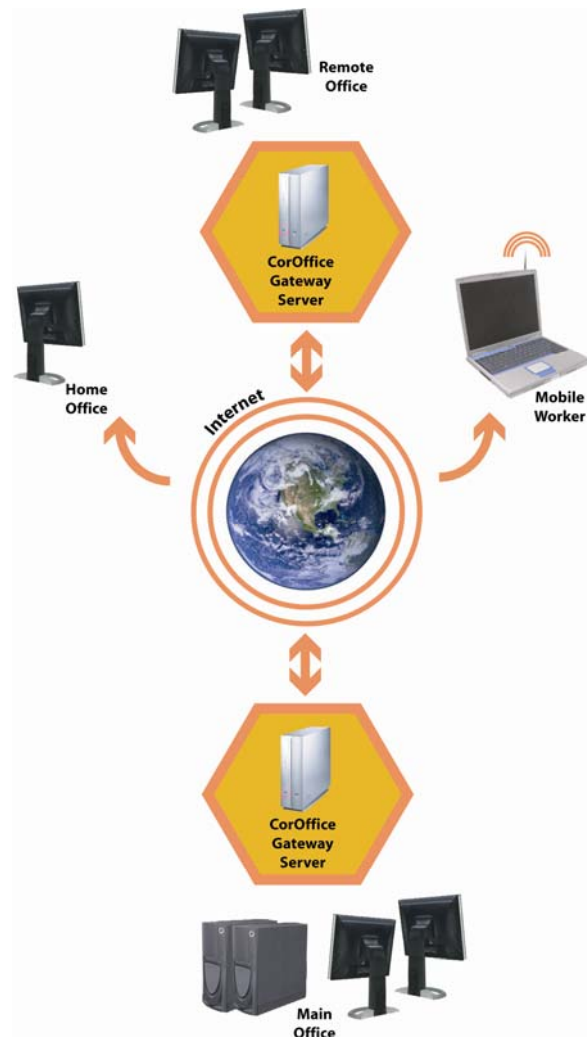 Remote
Office
CorOffice
Gateway
Server
Home
Office
Mobile
Worker
Internet
CorOffice
Gateway
Server
Main
Office